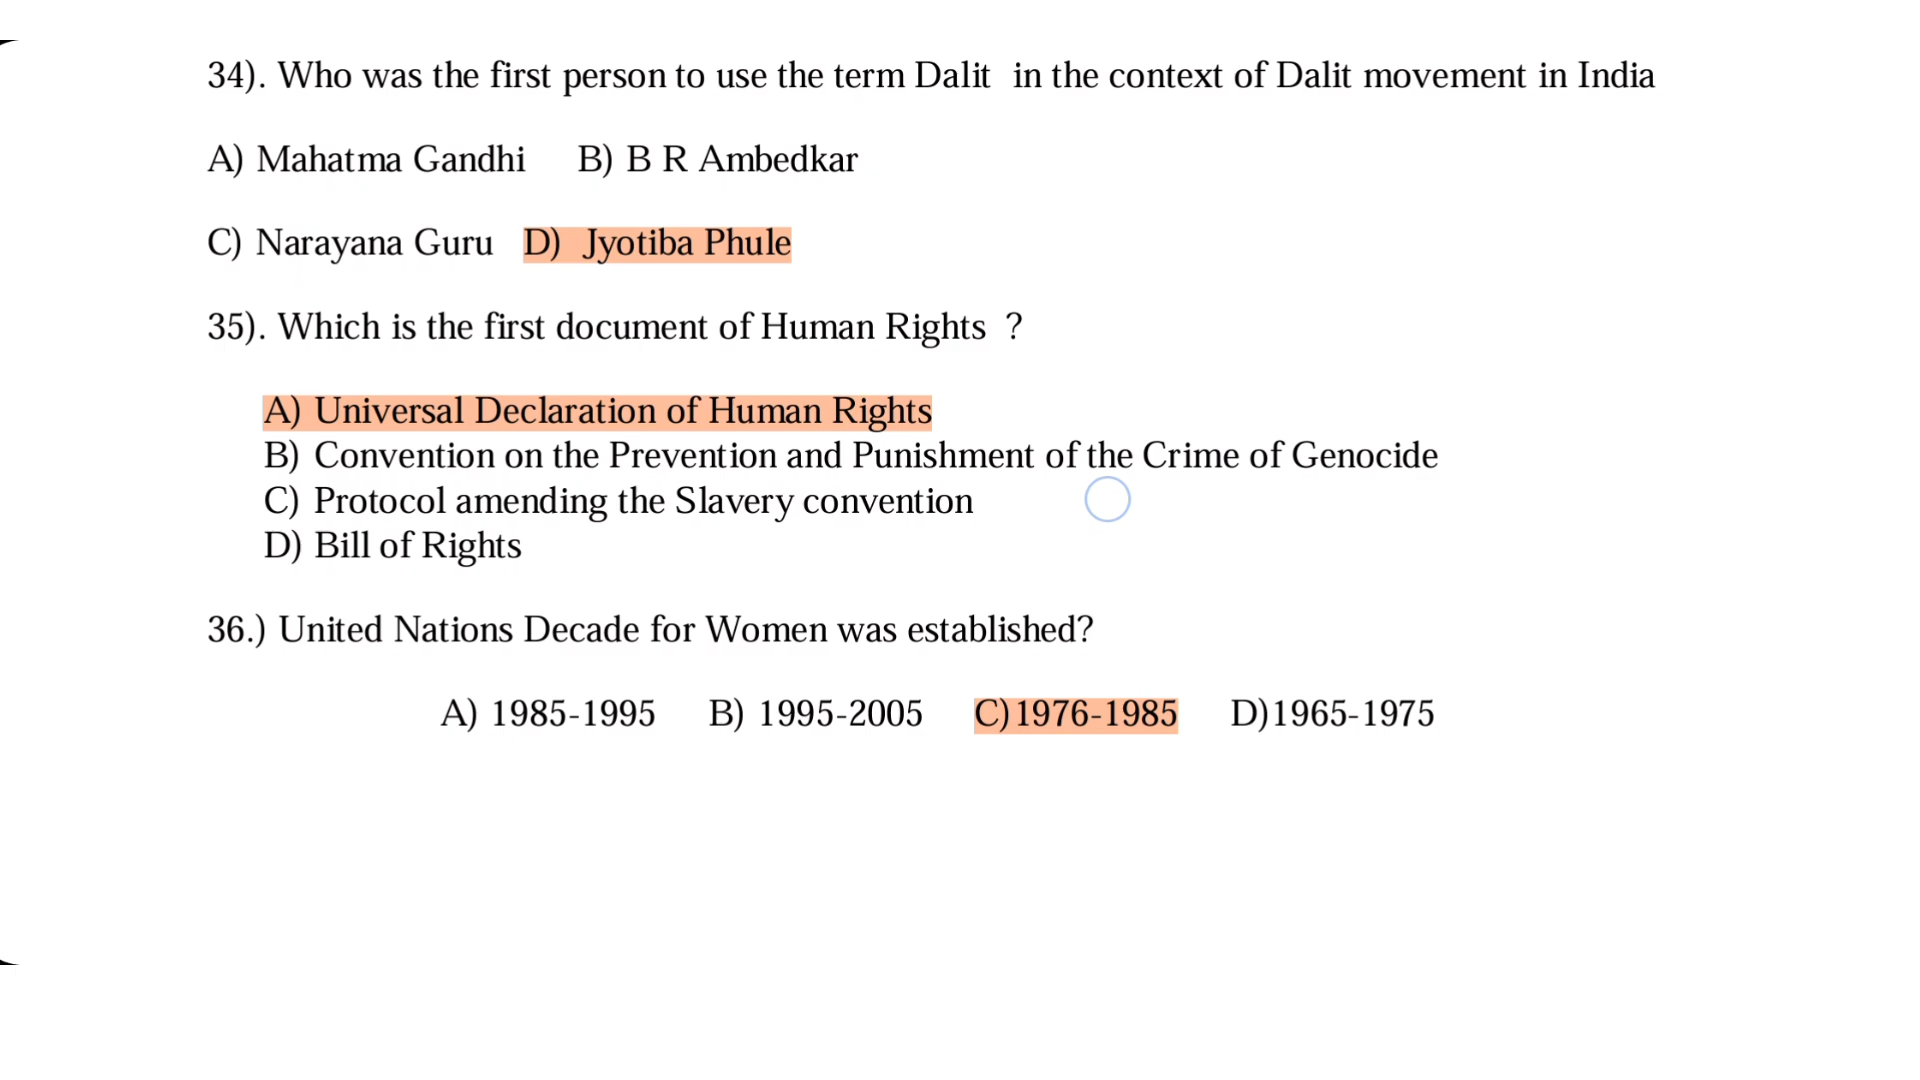 34). Who was the first person to use the term Dalit in the context of Dalit movement in India
A) Mahatma Gandhi B) B R Ambedkar
C) Narayana Guru D) Jyotiba Phule
35). Which is the first document of Human Rights ?
A) Universal Declaration of Human Rights
B) Convention on the Prevention and Punishment of the Crime of Genocide
C) Protocol amending the Slavery convention
D) Bill of Rights
36.) United Nations Decade for Women was established?
A) 1985-1995 B) 1995-2005 C)1976-1985 D)1965-1975